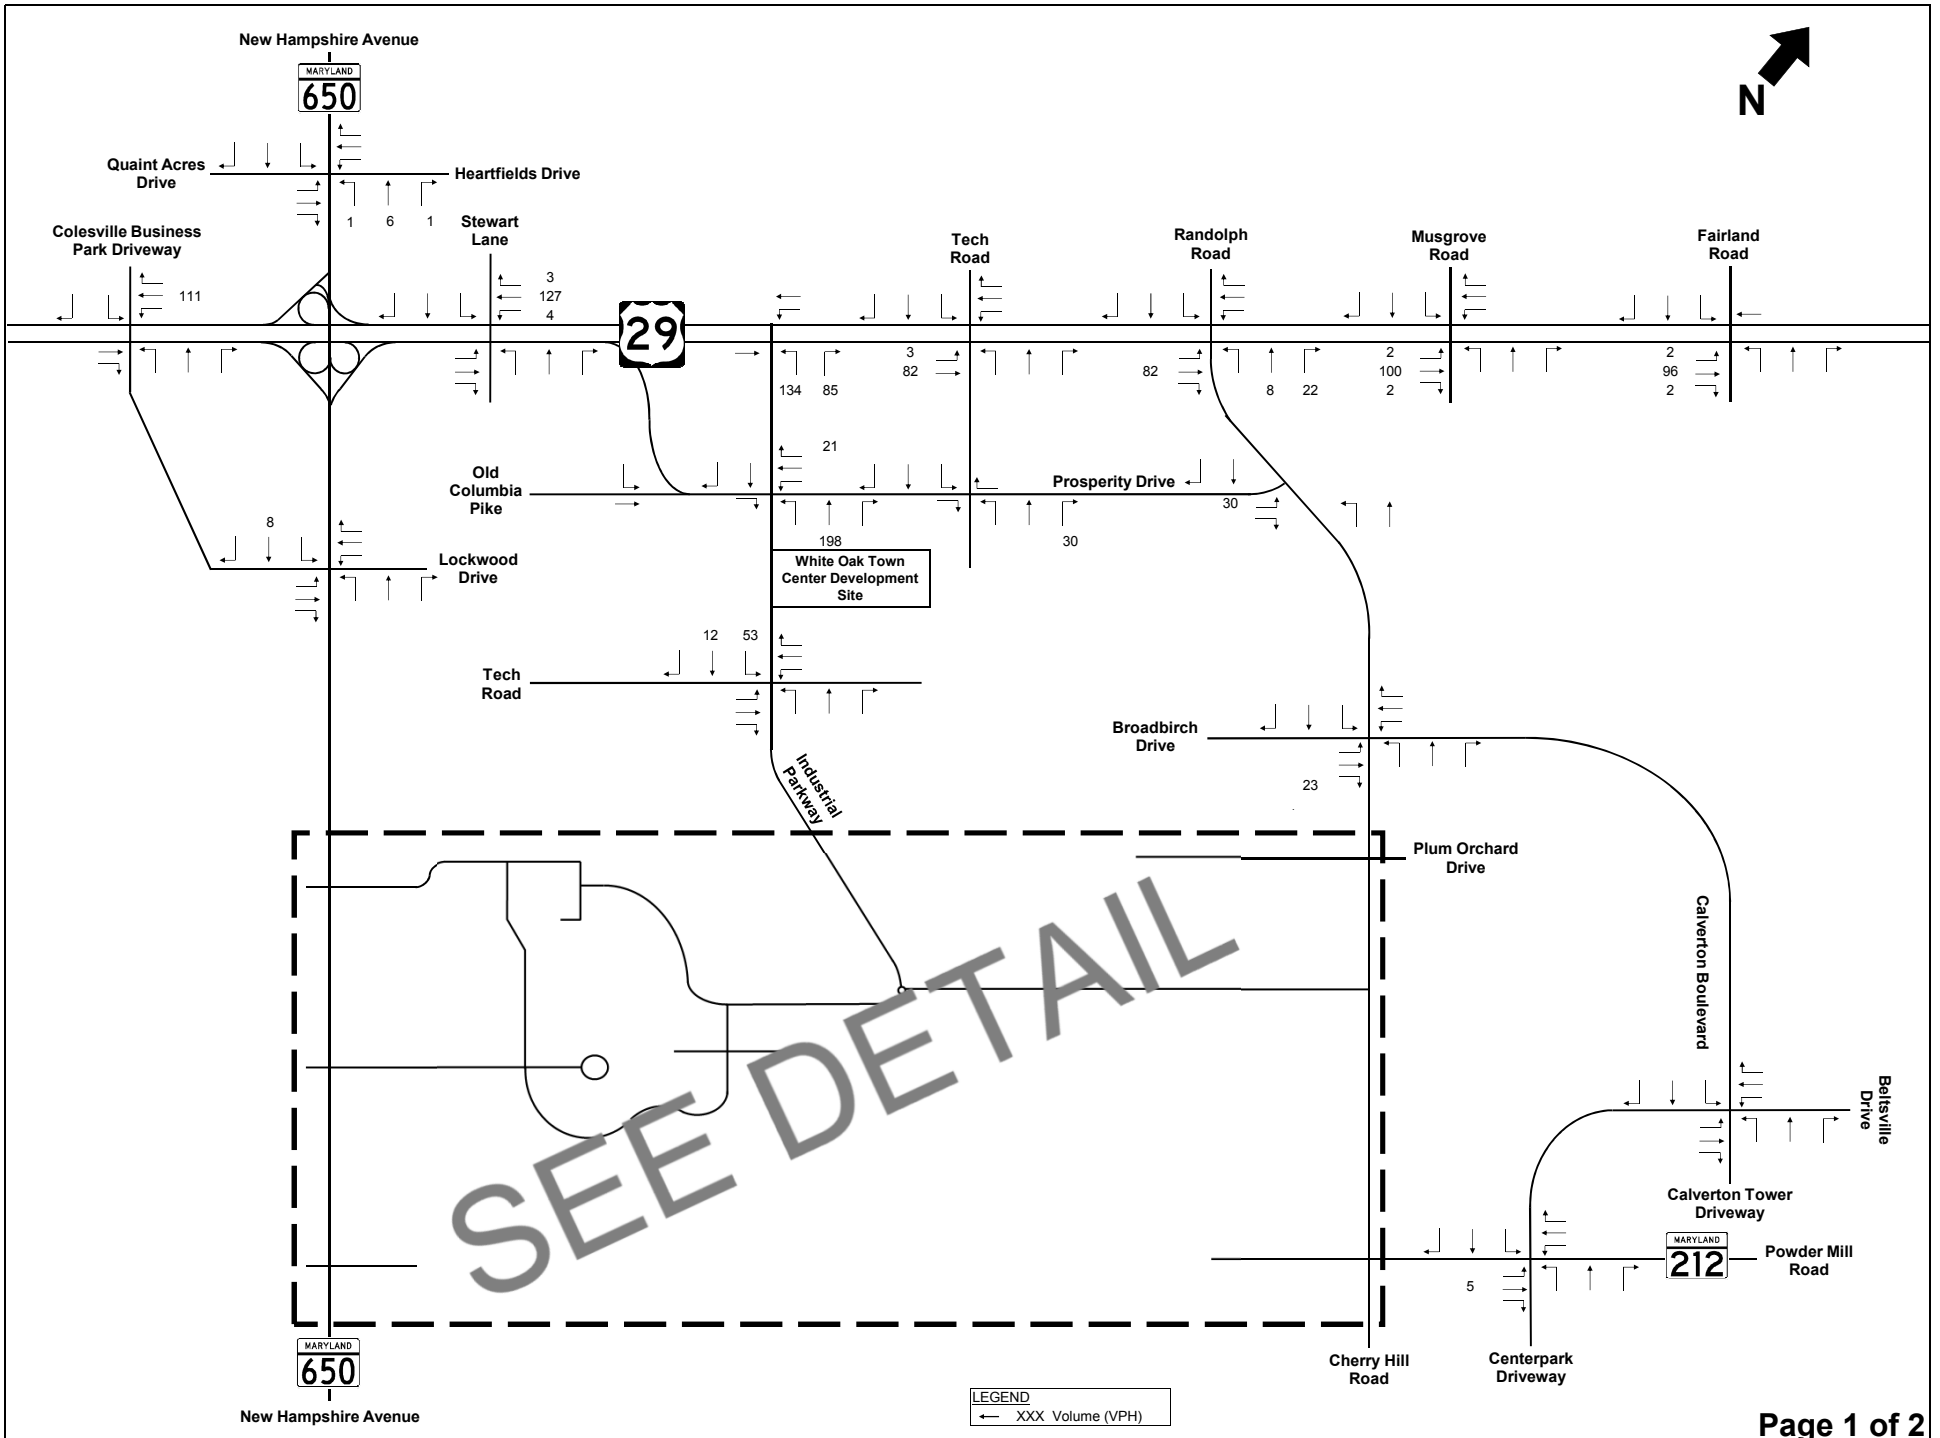 New Hampshire Avenue
MARYLAND
650
N
Quaint Acres
Drive
Heartfields Drive
1 6 1
Colesville Business
Park Driveway
Stewart
Lane
Tech
Road
Randolph
Road
Musgrove
Road
Fairland
Road
111
3
127
4
29
134 85
3
82
82
8 22
2
100
2
2
96
2
21
Old
Columbia
Pike
Prosperity Drive
30
198
30
8
Lockwood
Drive
White Oak Town
Center Development
Site
12 53
Tech
Road
Broadbirch
Drive
23
Industrial
Parkway
Plum Orchard
Drive
Calverton Boulevard
SEE DETAIL
Beltsville
Drive
Calverton Tower
Driveway
MARYLAND
212
Powder Mill
Road
5
MARYLAND
650
New Hampshire Avenue
Cherry Hill
Road
Centerpark
Driveway
LEGEND
XXX Volume (VPH)
Page 1 of 2